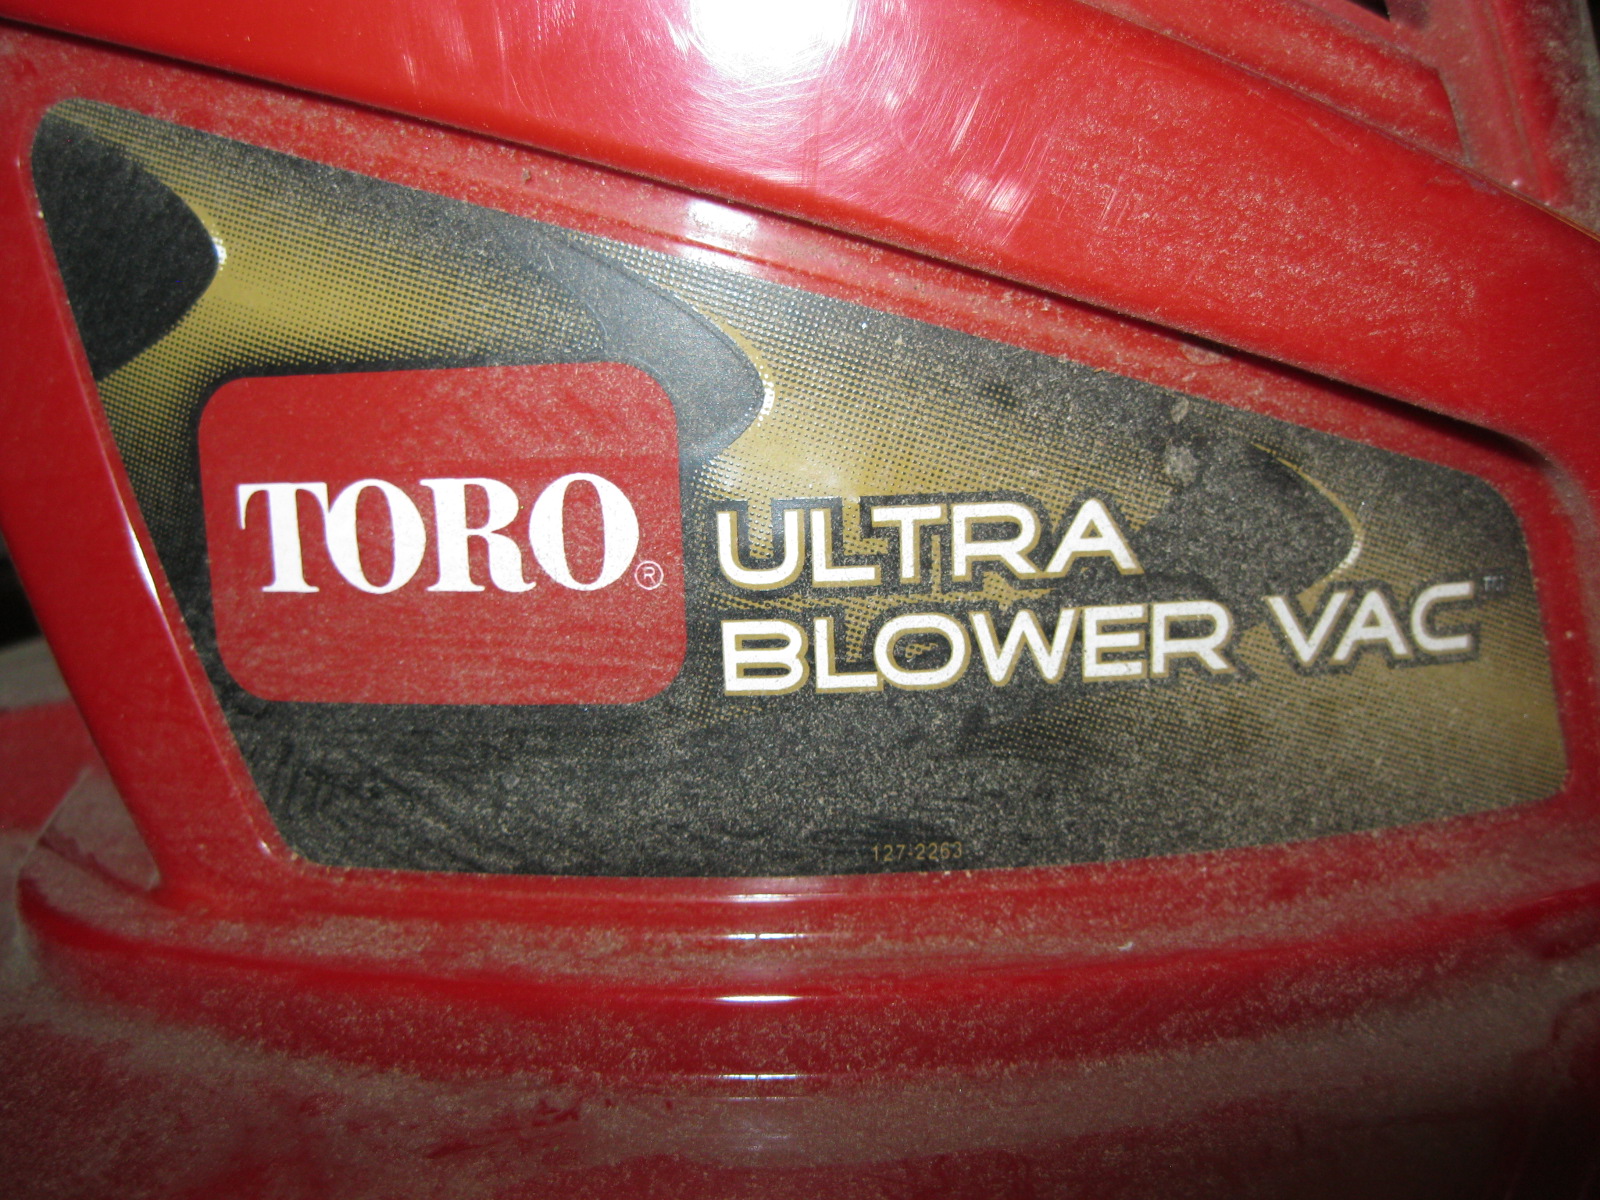 TORO®
ULTRA
BLOWER VAC™
127-2263